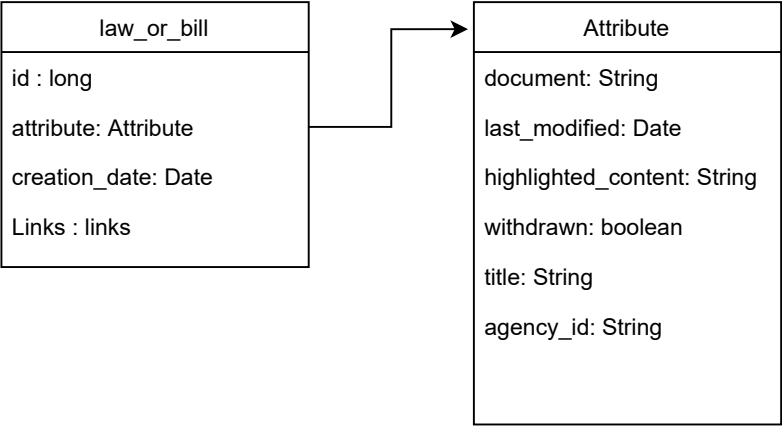 law_or_bill
id : long
attribute: Attribute
creation_date: Date
Links : links
Attribute
document: String
last_modified: Date
highlighted_content: String
withdrawn: boolean
title: String
agency_id: String